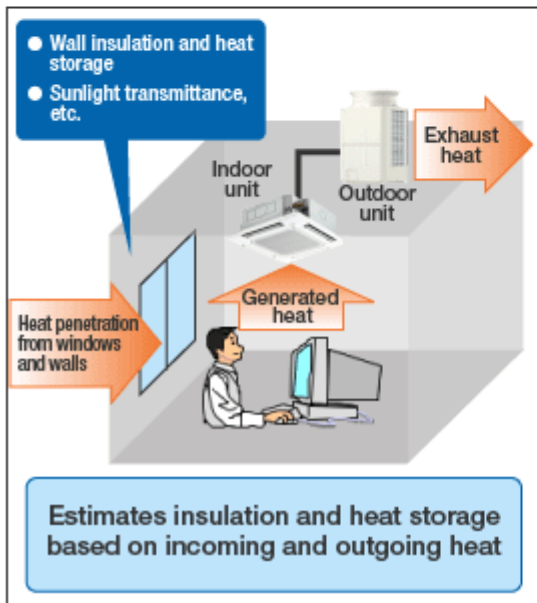 ● Wall insulation and heat
storage
● Sunlight transmittance,
etc.
Exhaust
heat
Indoor
unit
Outdoor
unit
Generated
heat
Heat penetration
from windows
and walls
Estimates insulation and heat storage
based on incoming and outgoing heat